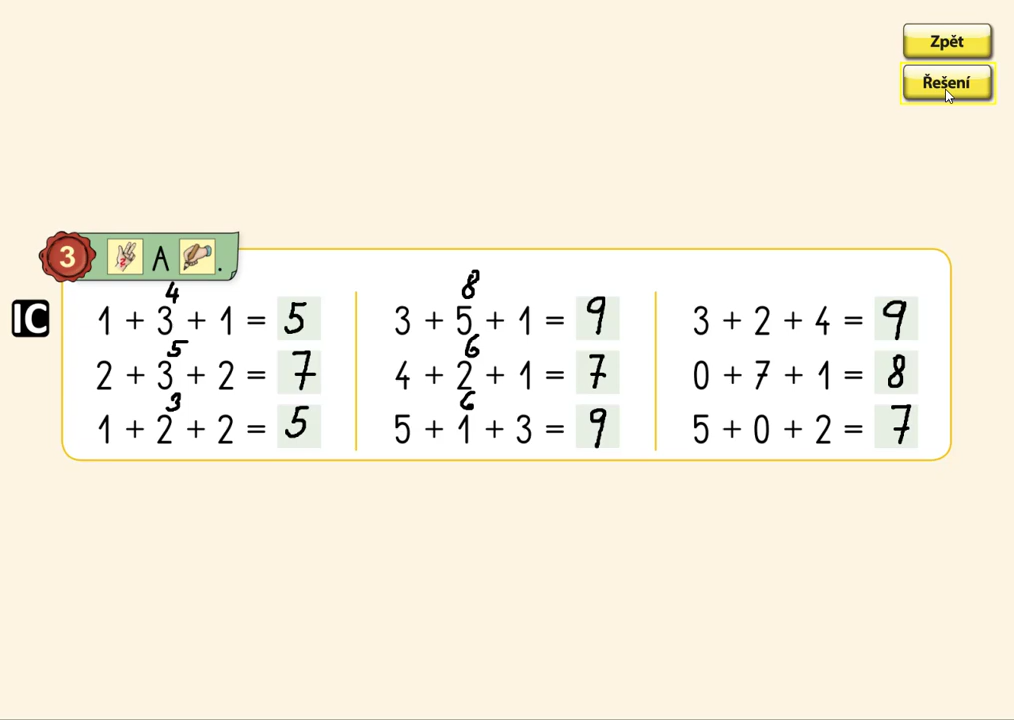 Zpět
Řešení
3 A .
4 8
IC 1 + 3 + 1 = 5 3 + 5 + 1 = 9 3 + 2 + 4 = 9
5 6
2 + 3 + 2 = 7 4 + 2 + 1 = 7 0 + 7 + 1 = 8
3 6
1 + 2 + 2 = 5 5 + 1 + 3 = 9 5 + 0 + 2 = 7